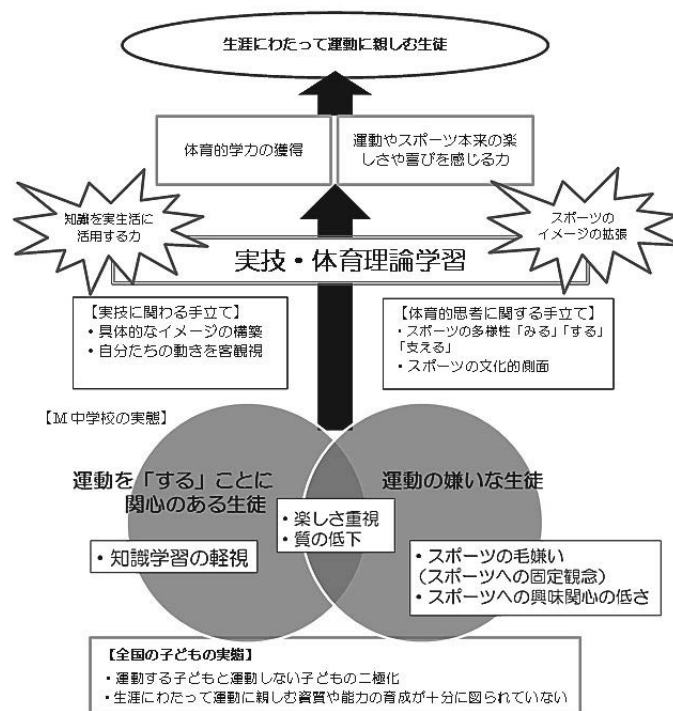 生涯にわたって運動に親しむ生徒
体育的学力の獲得
運動やスポーツ本来の楽
しさや喜びを感じる力
知識を実生活に
活用する力
スポーツの
イメージの拡張
実技・体育理論学習
【実技に関わる手立て】
・具体的なイメージの構築
・自分たちの動きを客観視
【体育的思考に関する手立て】
・スポーツの多様性「みる」「する」
「支える」
・スポーツの文化的側面
【M中学校の実態】
運動を「する」ことに
関心のある生徒
運動の嫌いな生徒
・楽しさ重視
・質の低下
・知識学習の軽視
・スポーツの毛嫌い
（スポーツへの固定観念）
・スポーツへの興味関心の低さ
【全国の子どもの実態】
・運動する子どもと運動しない子どもの二極化
・生涯にわたって運動に親しむ資質や能力の育成が十分に図られていない